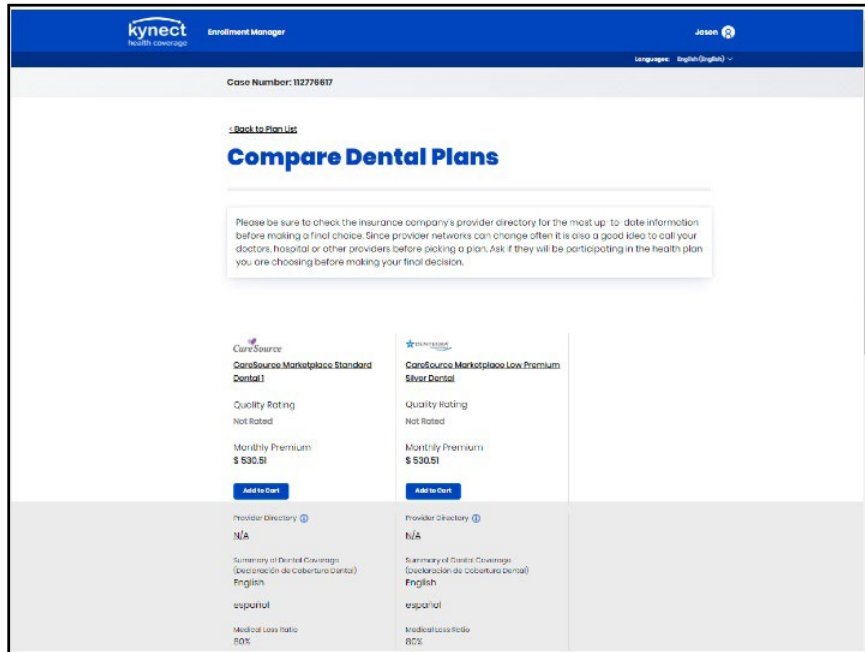 kynect
health coverage
Enrollment Manager
Jason
Languages: English (English)
Case Number: 112776617
‹ Back to Plan List
Compare Dental Plans
Please be sure to check the insurance company's provider directory for the most up-to-date information
before making a final choice. Since provider networks can change often it is also a good idea to call your
doctors, hospital or other providers before picking a plan. Ask if they will be participating in the health plan
you are choosing before making your final decision.
CareSource
CareSource Marketplace Standard
Dental 1
Quality Rating
Not Rated
Monthly Premium
$ 530.51
Add to Cart
Provider Directory
N/A
Summary of Dental Coverage
(Declaración de Cobertura Dental)
English
español
Medical Loss Ratio
80%
CareSource Marketplace Low Premium
Silver Dental
Quality Rating
Not Rated
Monthly Premium
$ 530.51
Add to Cart
Provider Directory
N/A
Summary of Dental Coverage
(Declaración de Cobertura Dental)
English
español
Medical Loss Ratio
80%